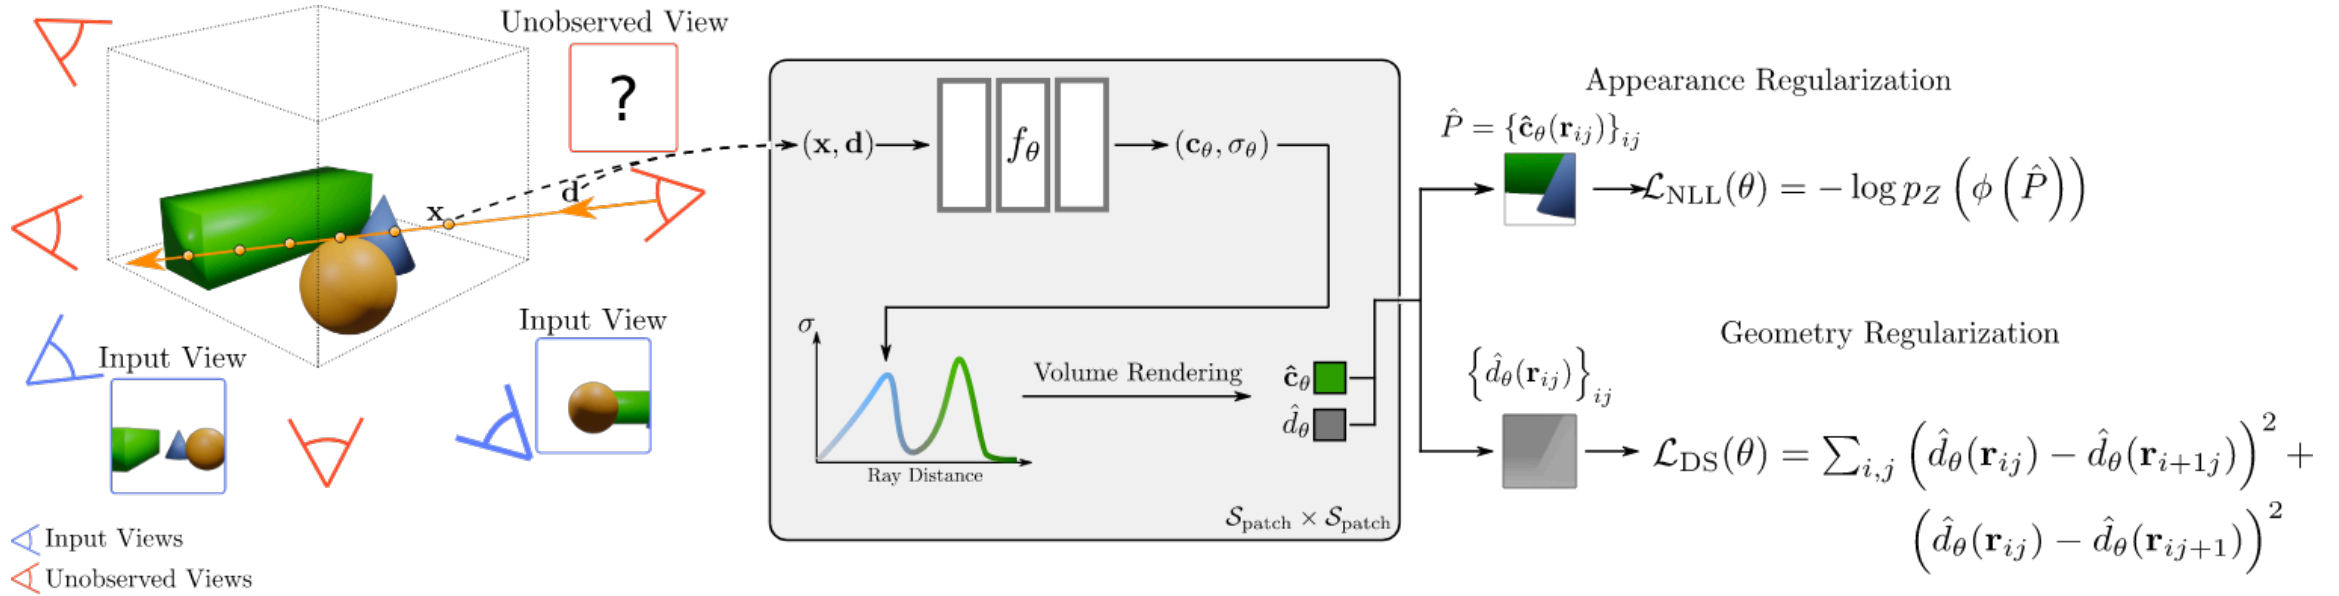 Unobserved View
?
d
x
Input View
Input View
Input Views
Unobserved Views
(x, d)
f_θ
(c_θ, σ_θ)
σ
Ray Distance
Volume Rendering
ĉ_θ
d̂_θ
𝒮_patch × 𝒮_patch
Appearance Regularization
P̂ = {ĉ_θ(r_ij)}_ij
ℒ_NLL(θ) = − log p_Z (ϕ (P̂))
Geometry Regularization
{d̂_θ(r_ij)}_ij
ℒ_DS(θ) = ∑_i,j (d̂_θ(r_ij) − d̂_θ(r_i+1j))² +
(d̂_θ(r_ij) − d̂_θ(r_ij+1))²